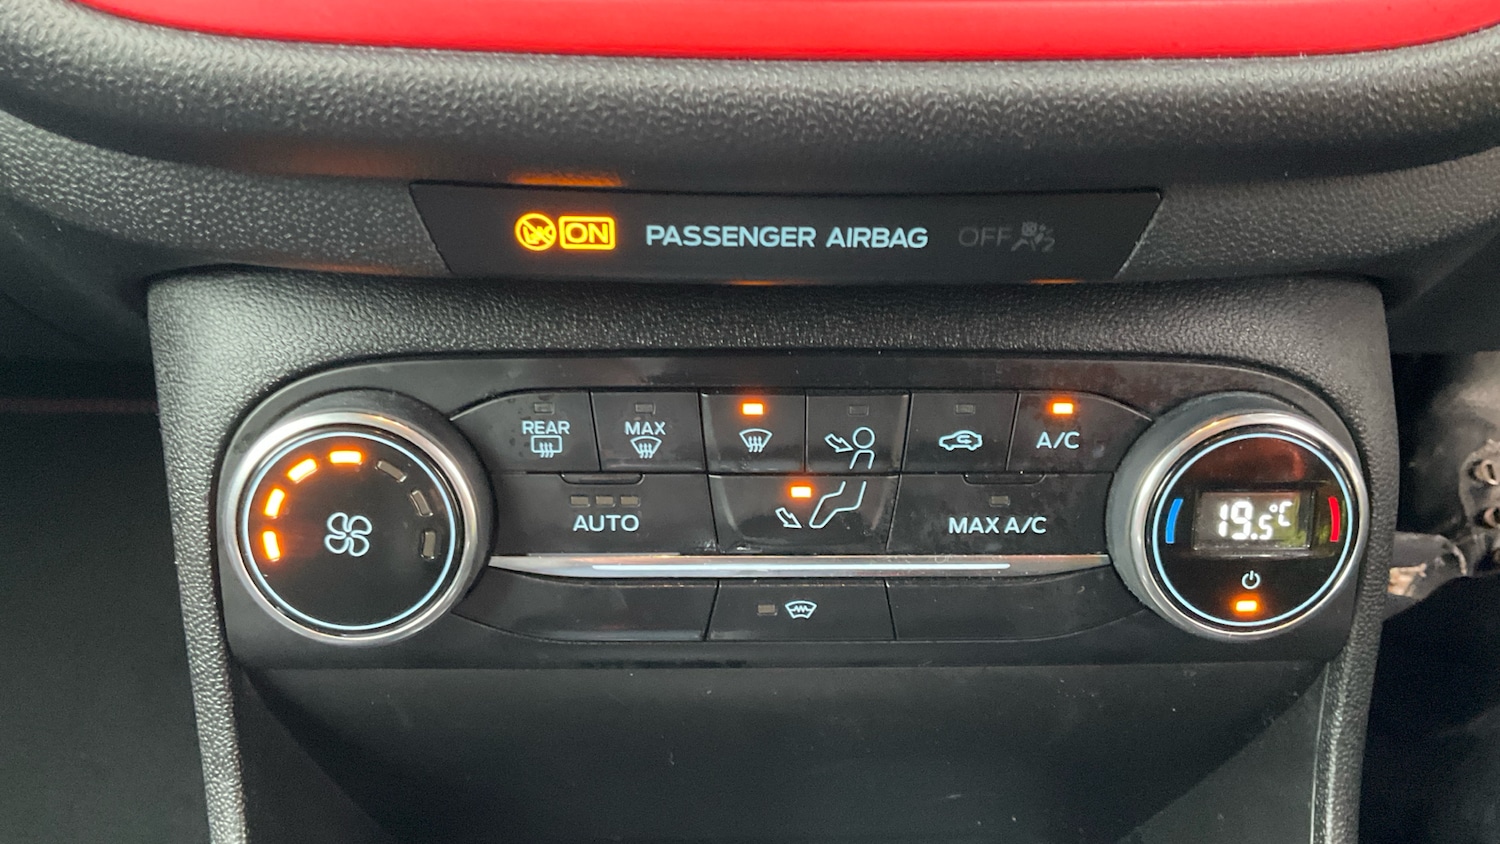 ON PASSENGER AIRBAG OFF
REAR MAX A/C
AUTO MAX A/C 19.5°C